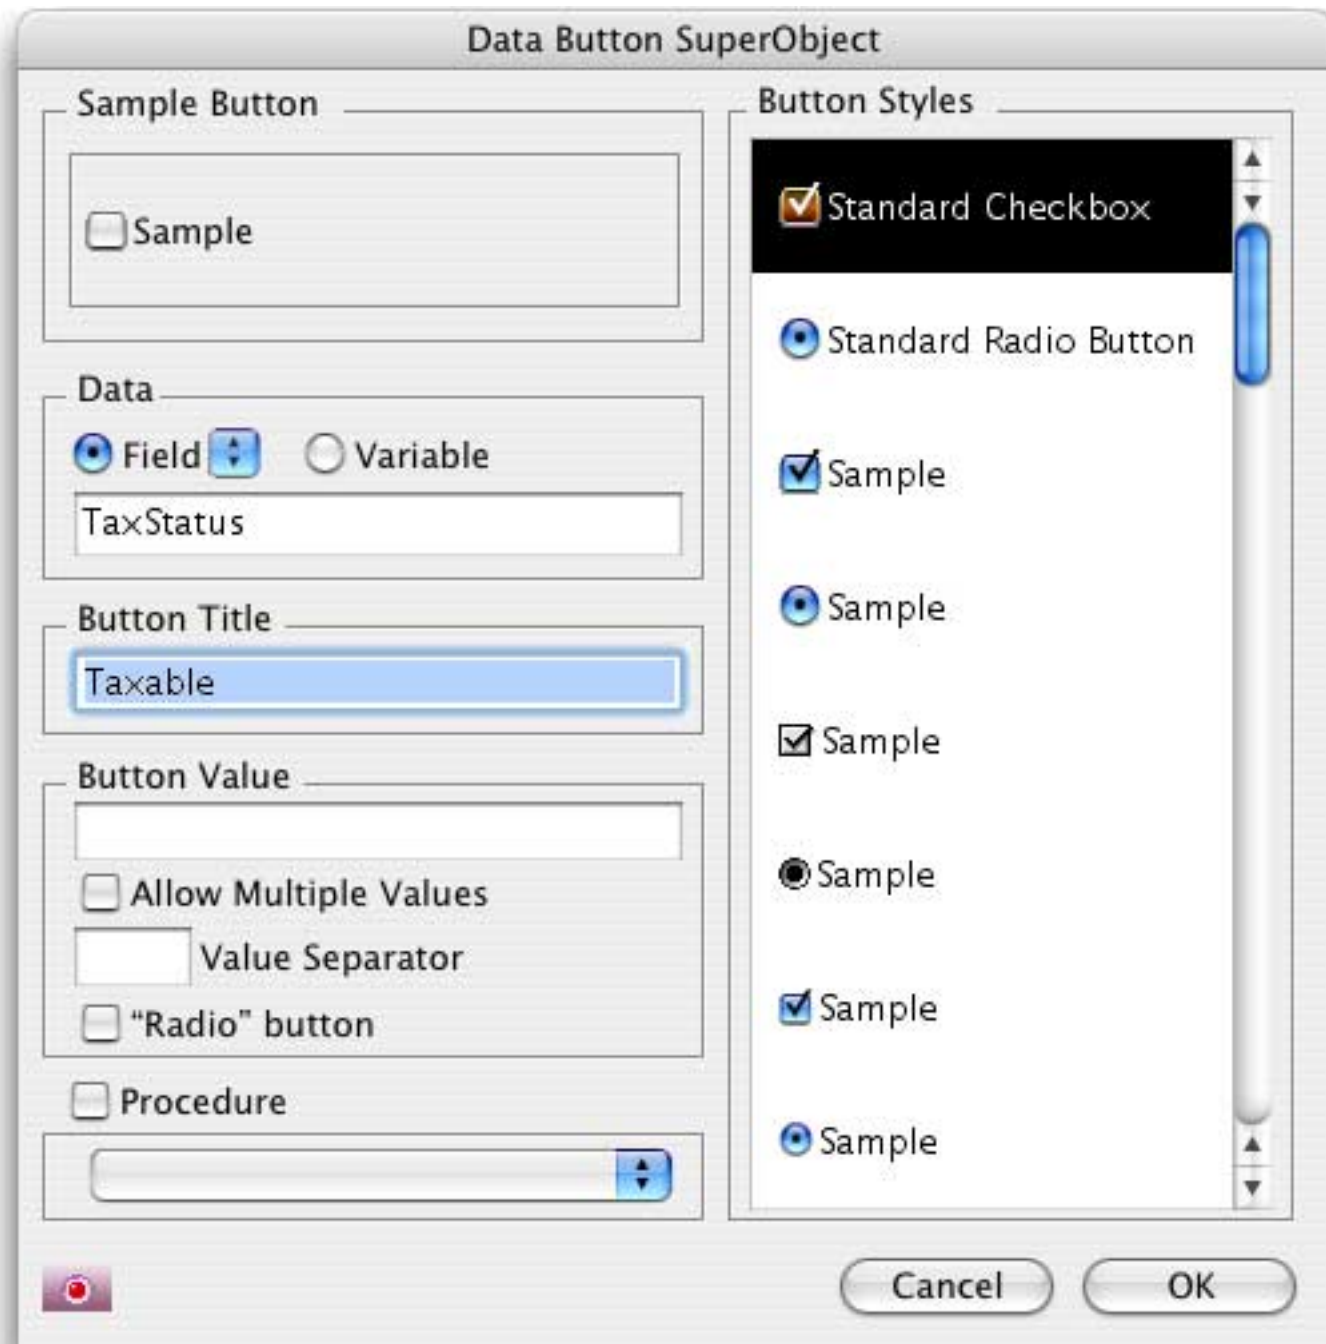 Data Button SuperObject
Sample Button
Sample
Data
Field
Variable
TaxStatus
Button Title
Taxable
Button Value
Allow Multiple Values
Value Separator
“Radio” button
Procedure
Button Styles
Standard Checkbox
Standard Radio Button
Sample
Sample
Sample
Sample
Sample
Sample
Cancel
OK